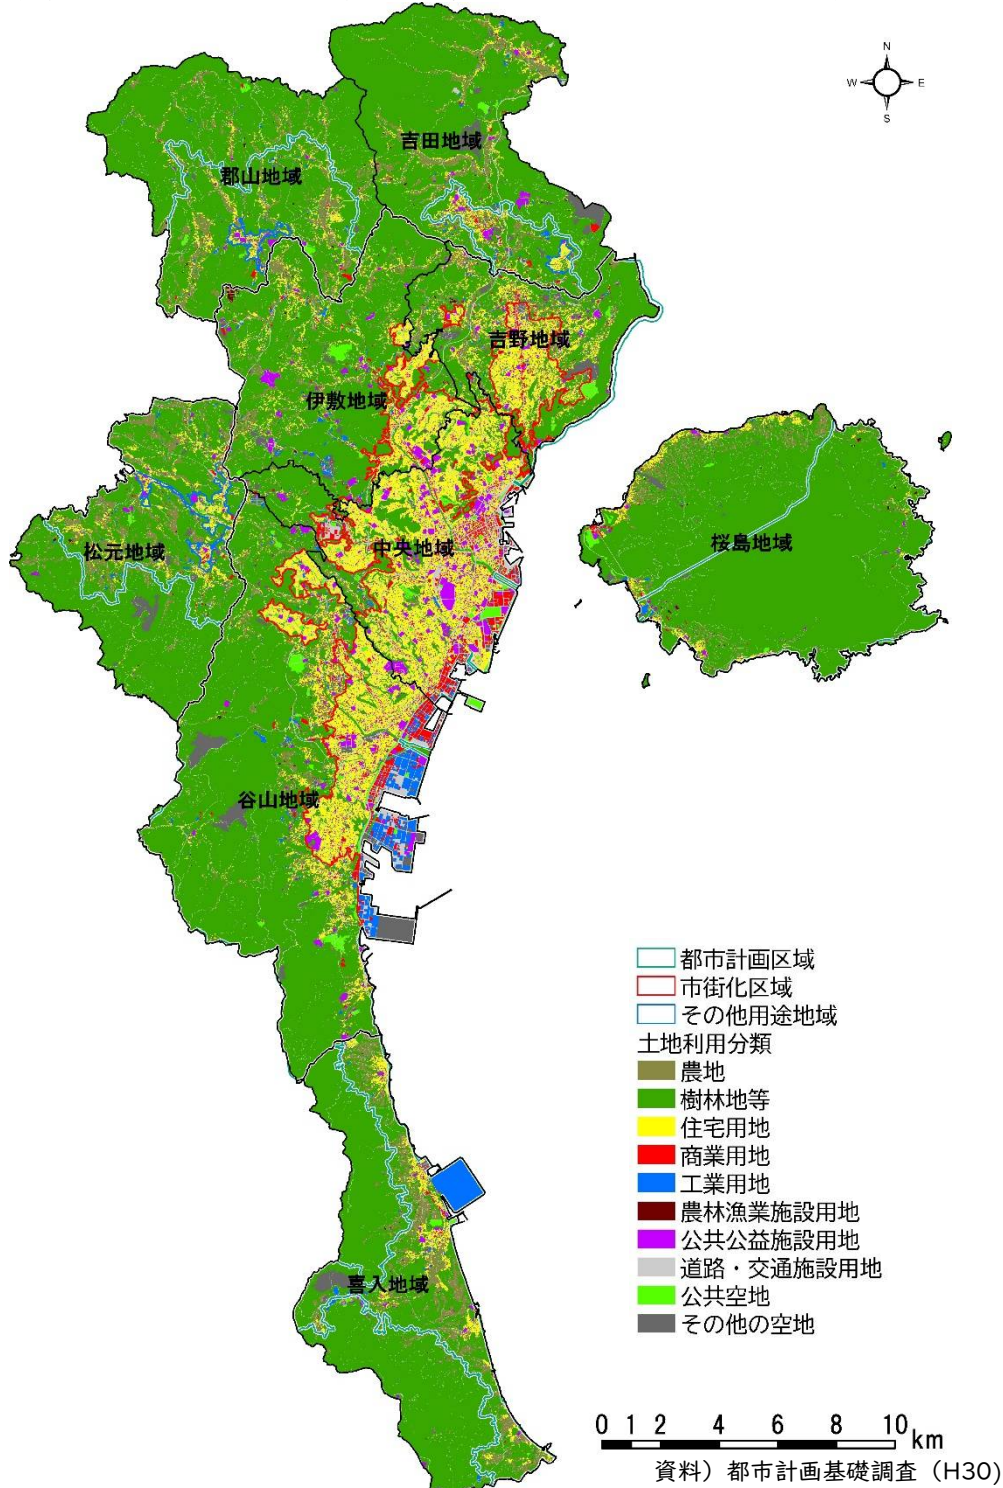 N
W E
S
吉田地域
郡山地域
吉野地域
伊敷地域
桜島地域
中央地域
松元地域
谷山地域
喜入地域
都市計画区域
市街化区域
その他用途地域
土地利用分類
農地
樹林地等
住宅用地
商業用地
工業用地
農林漁業施設用地
公共公益施設用地
道路・交通施設用地
公共空地
その他の空地
0 1 2 4 6 8 10
km
資料）都市計画基礎調査（H30）